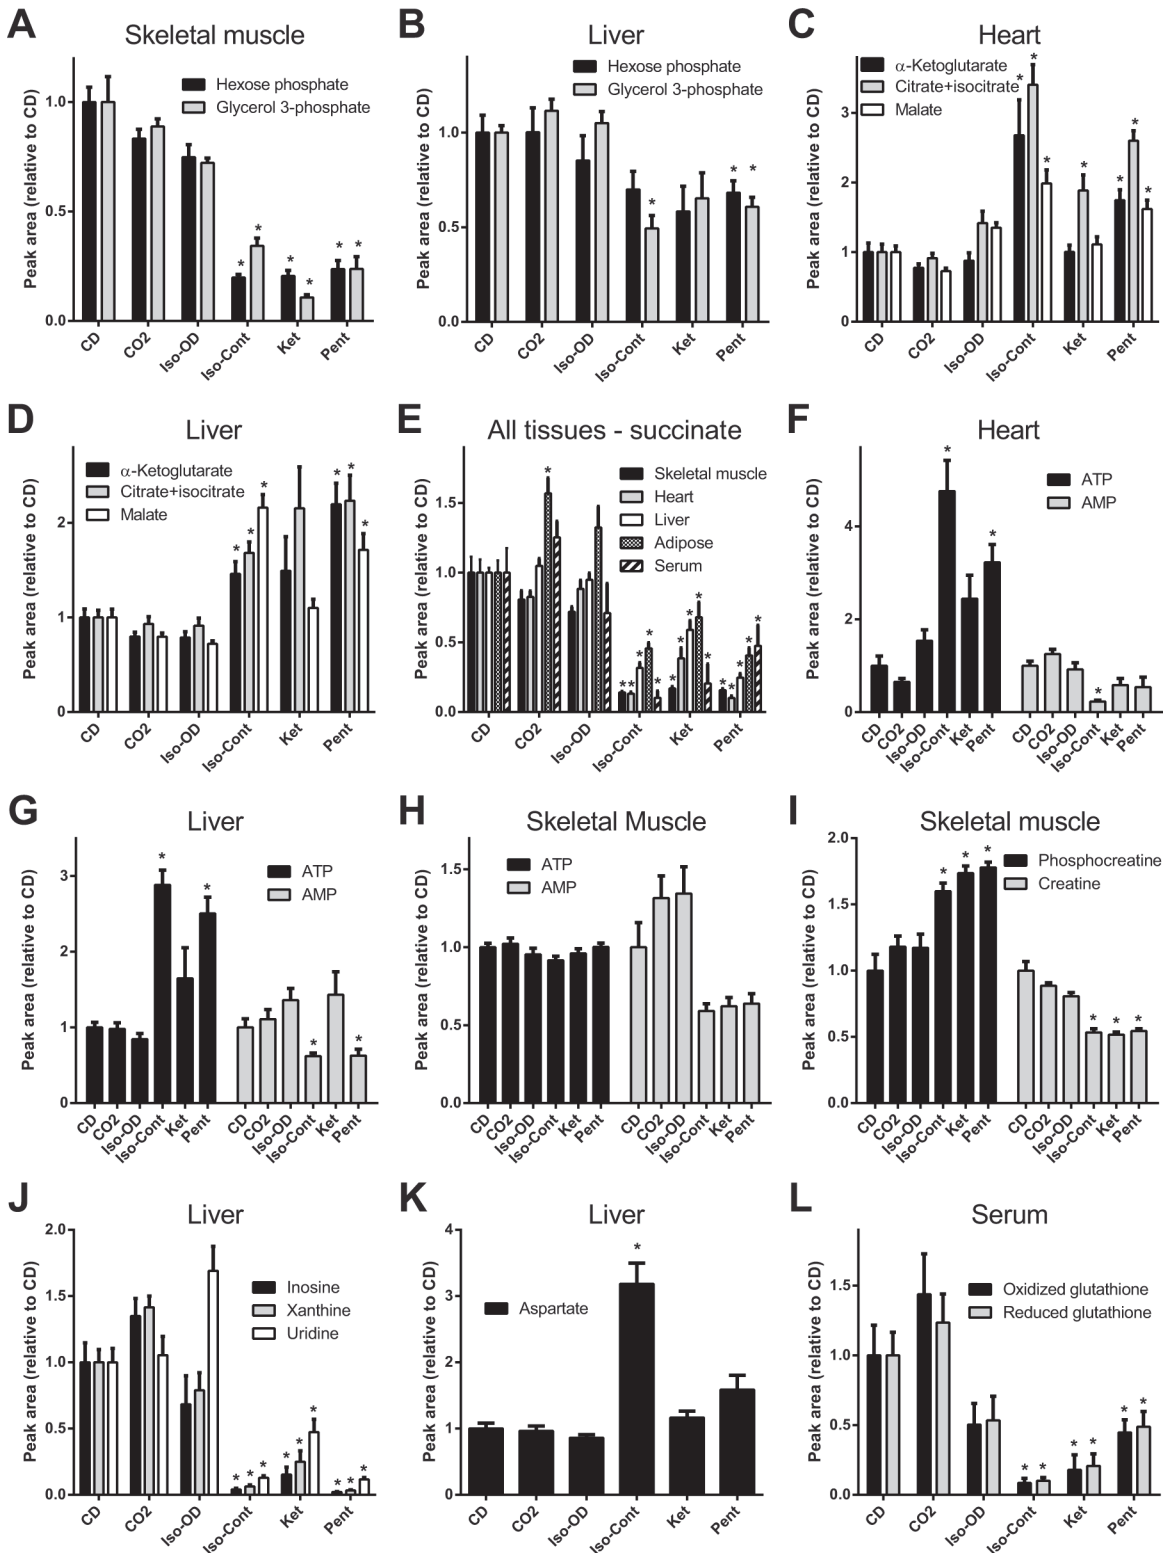 A
Skeletal muscle
Peak area (relative to CD)
1.0
0.5
0.0
Hexose phosphate
Glycerol 3-phosphate
* * * * * *
CD CO2 Iso-OD Iso-Cont Ket Pent
B
Liver
Peak area (relative to CD)
1.0
0.5
0.0
Hexose phosphate
Glycerol 3-phosphate
* * *
CD CO2 Iso-OD Iso-Cont Ket Pent
C
Heart
Peak area (relative to CD)
3
2
1
0
α-Ketoglutarate
Citrate+isocitrate
Malate
* * * * * * *
CD CO2 Iso-OD Iso-Cont Ket Pent
D
Liver
Peak area (relative to CD)
2
1
0
α-Ketoglutarate
Citrate+isocitrate
Malate
* * * * * *
CD CO2 Iso-OD Iso-Cont Ket Pent
E
All tissues - succinate
Peak area (relative to CD)
1.5
1.0
0.5
0.0
Skeletal muscle
Heart
Liver
Adipose
Serum
* * * * * * * * * * * * * * * *
CD CO2 Iso-OD Iso-Cont Ket Pent
F
Heart
Peak area (relative to CD)
4
2
0
ATP
AMP
* * *
CD CO2 Iso-OD Iso-Cont Ket Pent CD CO2 Iso-OD Iso-Cont Ket Pent
G
Liver
Peak area (relative to CD)
3
2
1
0
ATP
AMP
* * * *
CD CO2 Iso-OD Iso-Cont Ket Pent CD CO2 Iso-OD Iso-Cont Ket Pent
H
Skeletal Muscle
Peak area (relative to CD)
1.5
1.0
0.5
0.0
ATP
AMP
CD CO2 Iso-OD Iso-Cont Ket Pent CD CO2 Iso-OD Iso-Cont Ket Pent
I
Skeletal muscle
Peak area (relative to CD)
2.0
1.5
1.0
0.5
0.0
Phosphocreatine
Creatine
* * * * * *
CD CO2 Iso-OD Iso-Cont Ket Pent CD CO2 Iso-OD Iso-Cont Ket Pent
J
Liver
Peak area (relative to CD)
2.0
1.5
1.0
0.5
0.0
Inosine
Xanthine
Uridine
* * * * * * * * *
CD CO2 Iso-OD Iso-Cont Ket Pent
K
Liver
Peak area (relative to CD)
4
3
2
1
0
Aspartate
*
CD CO2 Iso-OD Iso-Cont Ket Pent
L
Serum
Peak area (relative to CD)
1.5
1.0
0.5
0.0
Oxidized glutathione
Reduced glutathione
* * * * * *
CD CO2 Iso-OD Iso-Cont Ket Pent